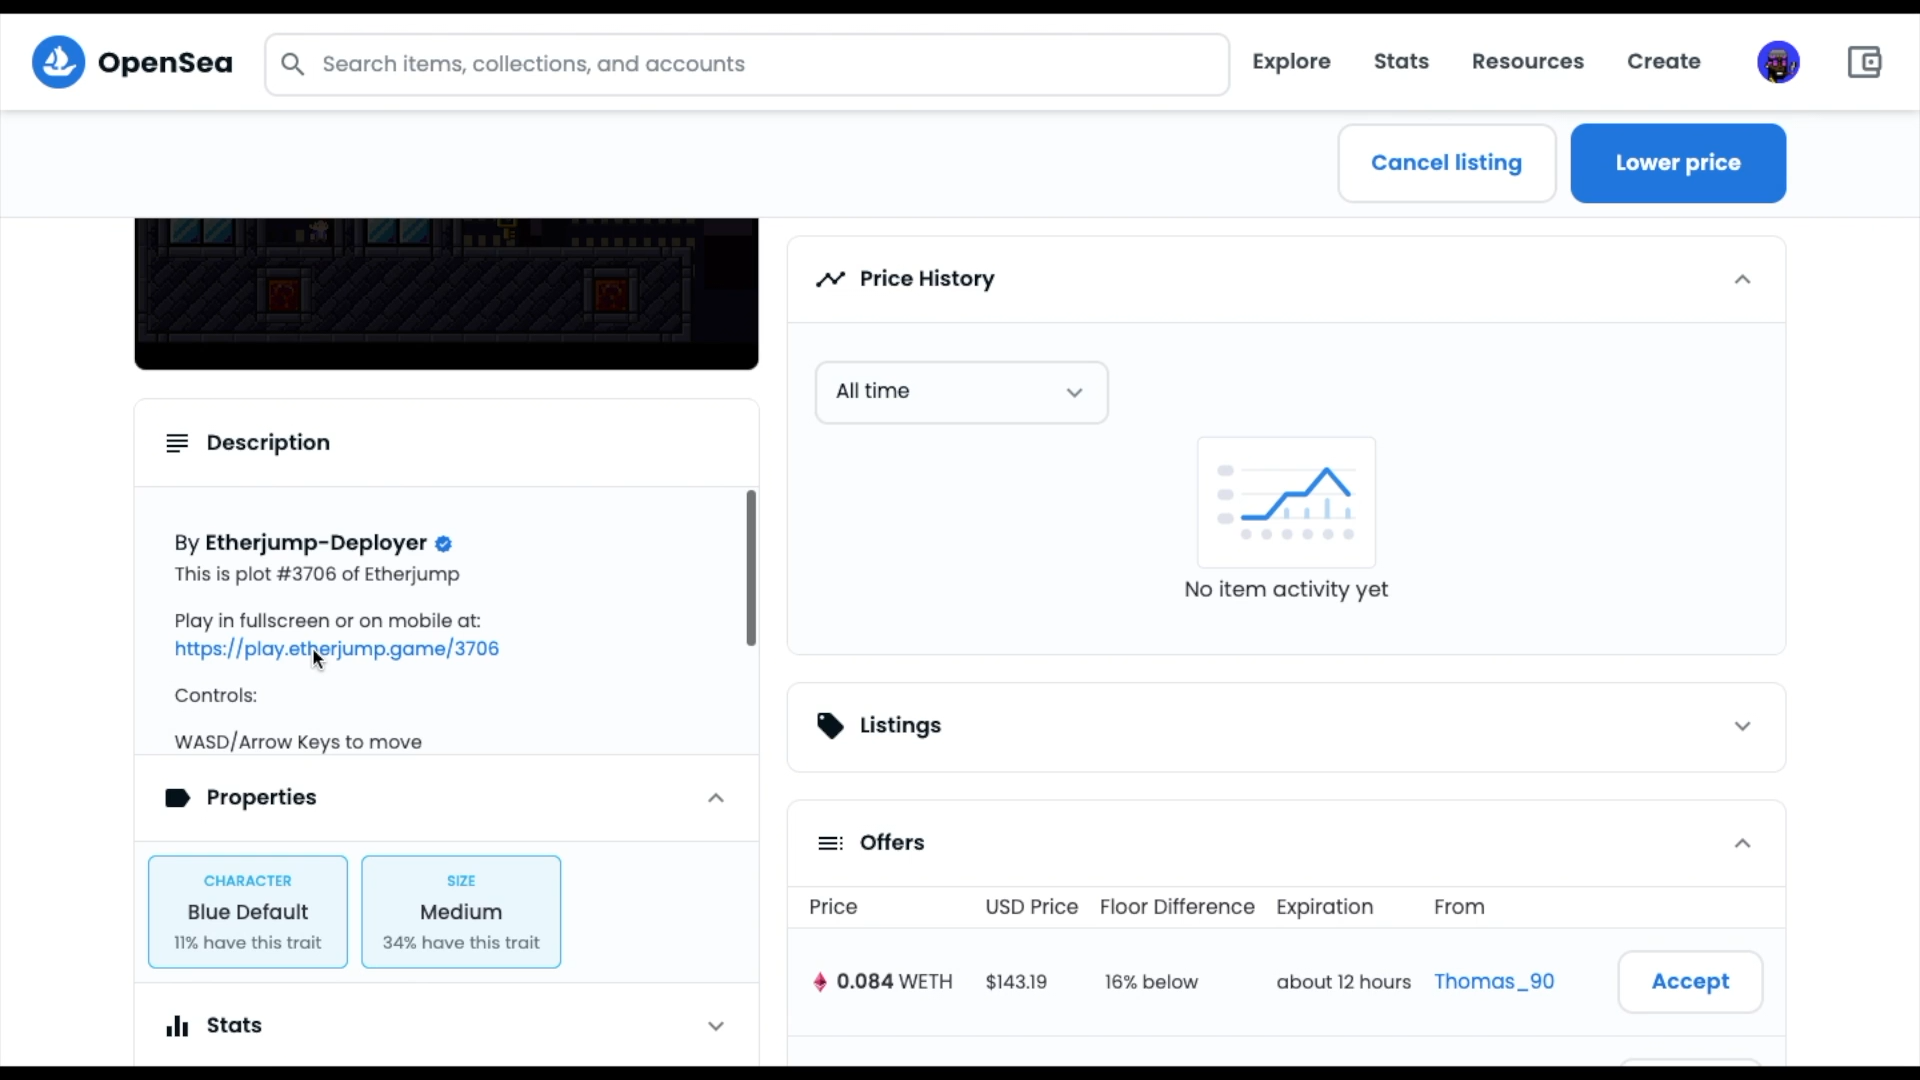 OpenSea
Search items, collections, and accounts
Explore
Stats
Resources
Create
Cancel listing
Lower price
Description
By Etherjump-Deployer
This is plot #3706 of Etherjump
Play in fullscreen or on mobile at:
https://play.etherjump.game/3706
Controls:
WASD/Arrow Keys to move
Properties
CHARACTER
Blue Default
11% have this trait
SIZE
Medium
34% have this trait
Stats
Price History
All time
No item activity yet
Listings
Offers
Price USD Price Floor Difference Expiration From
0.084 WETH $143.19 16% below about 12 hours Thomas_90 Accept